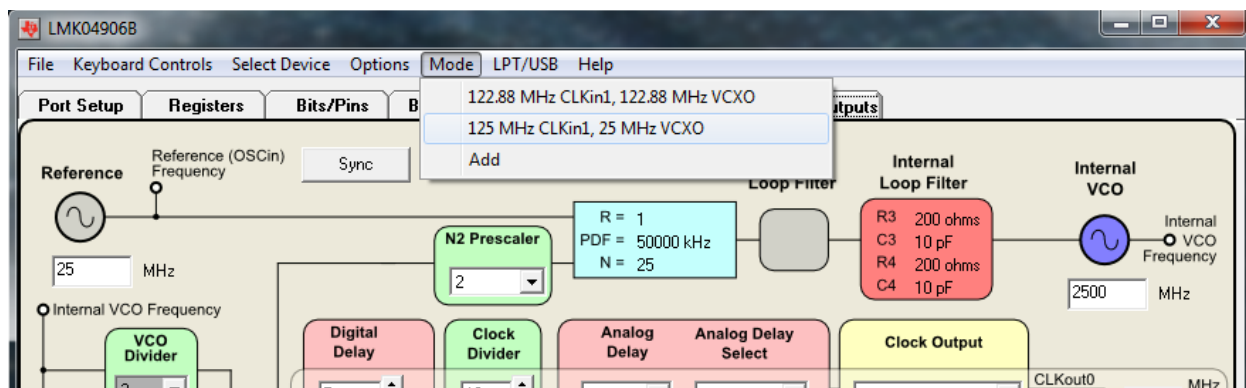 LMK04906B
File Keyboard Controls Select Device Options Mode LPT/USB Help
122.88 MHz CLKin1, 122.88 MHz VCXO
125 MHz CLKin1, 25 MHz VCXO
Add
Port Setup Registers Bits/Pins B utputs
Reference
Reference (OSCin)
Frequency
Sync
25 MHz
N2 Prescaler
2
R = 1
PDF = 50000 kHz
N = 25
Loop Filter
Internal
Loop Filter
R3 200 ohms
C3 10 pF
R4 200 ohms
C4 10 pF
Internal
VCO
Internal
VCO
Frequency
2500 MHz
Internal VCO Frequency
VCO
Divider
Digital
Delay
Clock
Divider
Analog
Delay
Analog Delay
Select
Clock Output
CLKout0
MHz